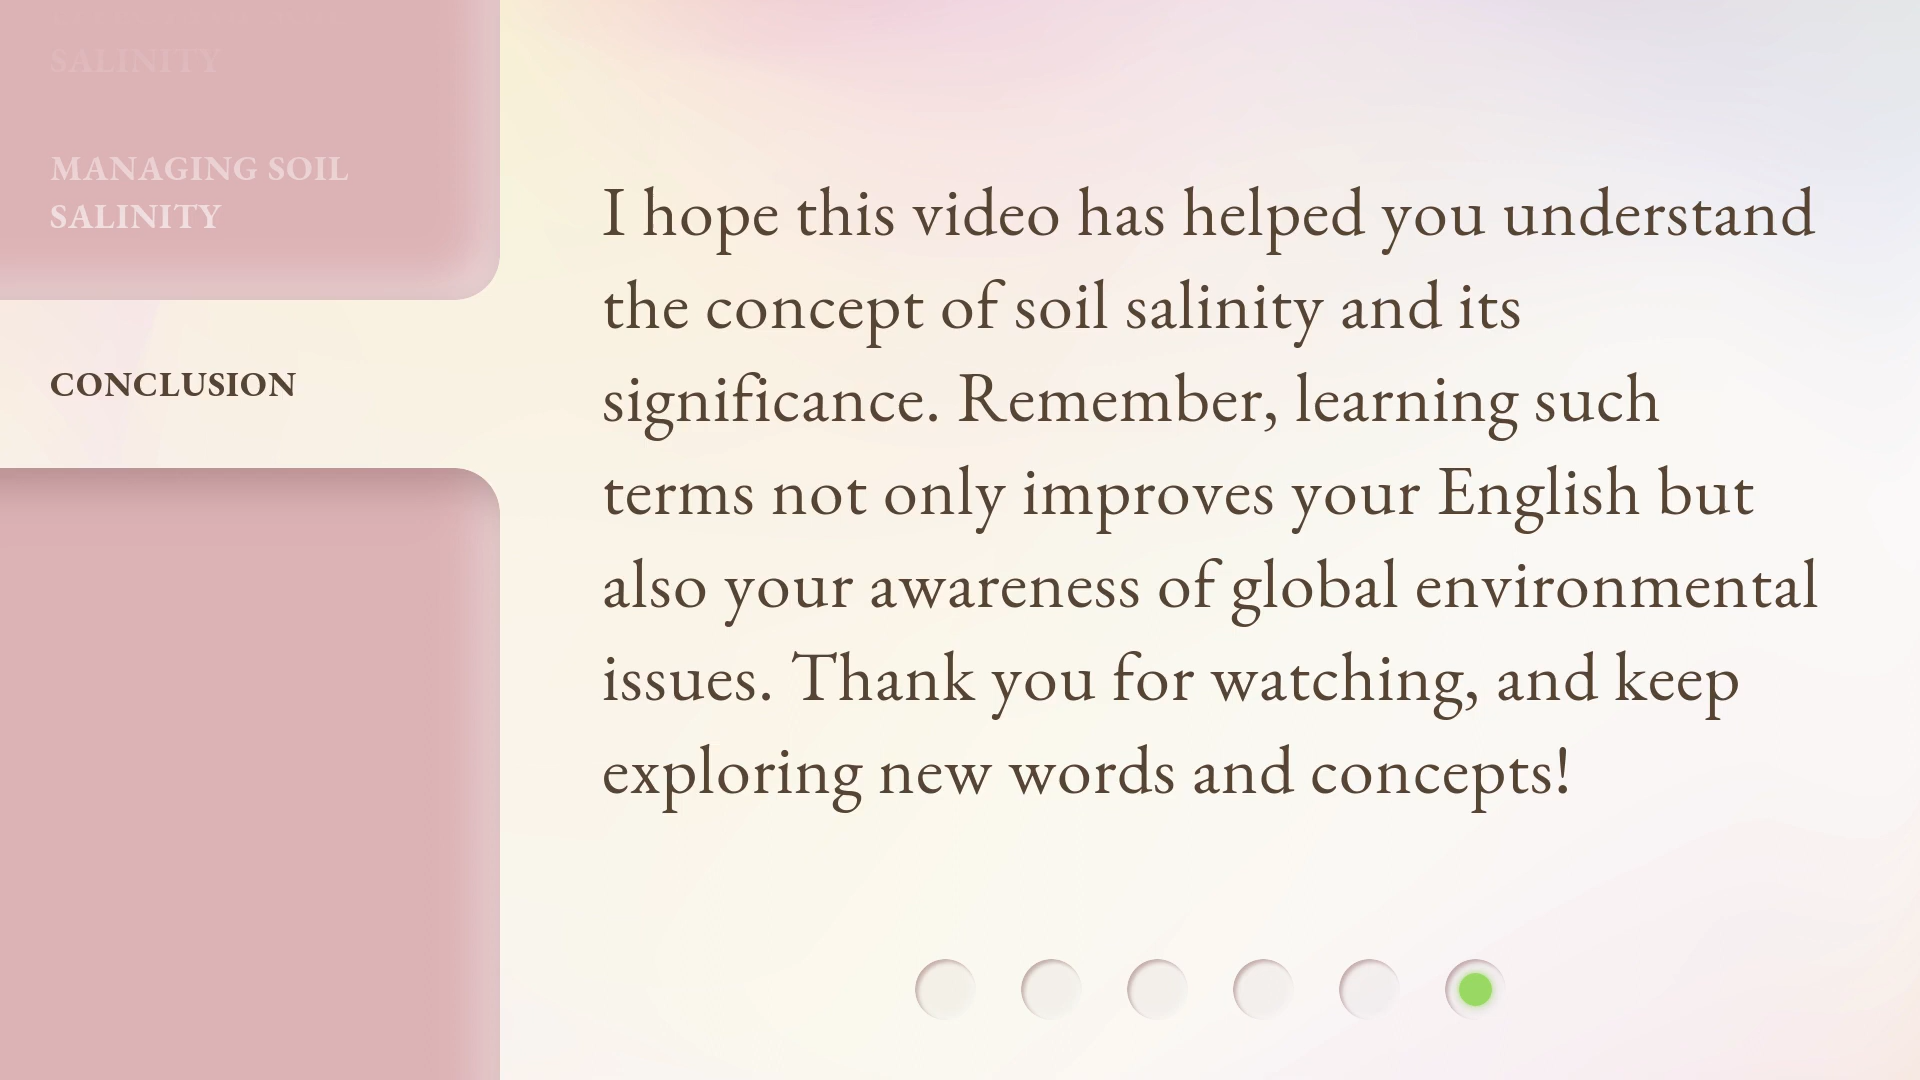 SALINITY
MANAGING SOIL
SALINITY
CONCLUSION
I hope this video has helped you understand
the concept of soil salinity and its
significance. Remember, learning such
terms not only improves your English but
also your awareness of global environmental
issues. Thank you for watching, and keep
exploring new words and concepts!